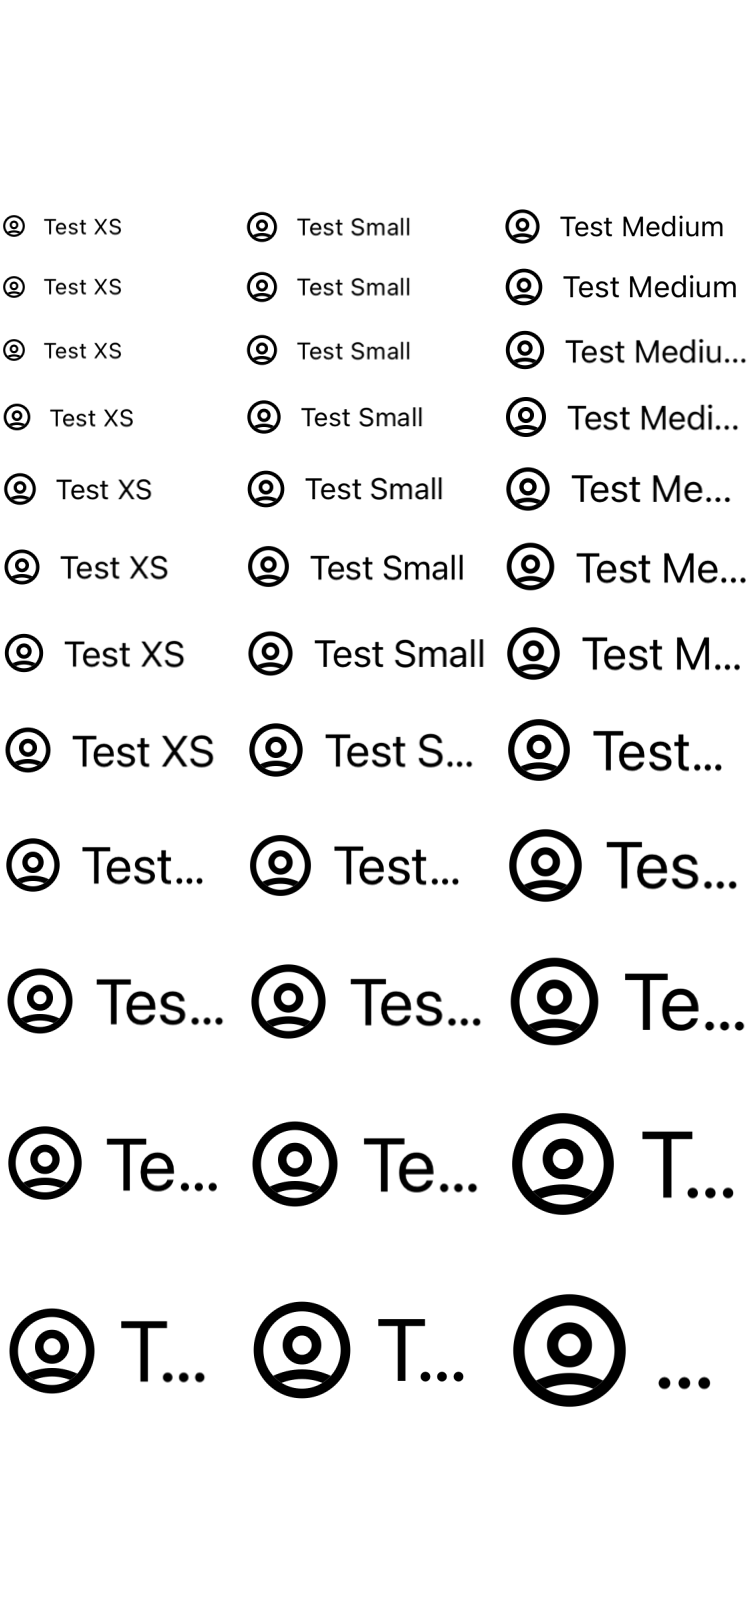 Test XS Test Small Test Medium
Test XS Test Small Test Medium
Test XS Test Small Test Mediu...
Test XS Test Small Test Medi...
Test XS Test Small Test Me...
Test XS Test Small Test Me...
Test XS Test Small Test M...
Test XS Test S... Test...
Test... Test... Tes...
Tes... Tes... Te...
Te... Te... T...
T... T... ...